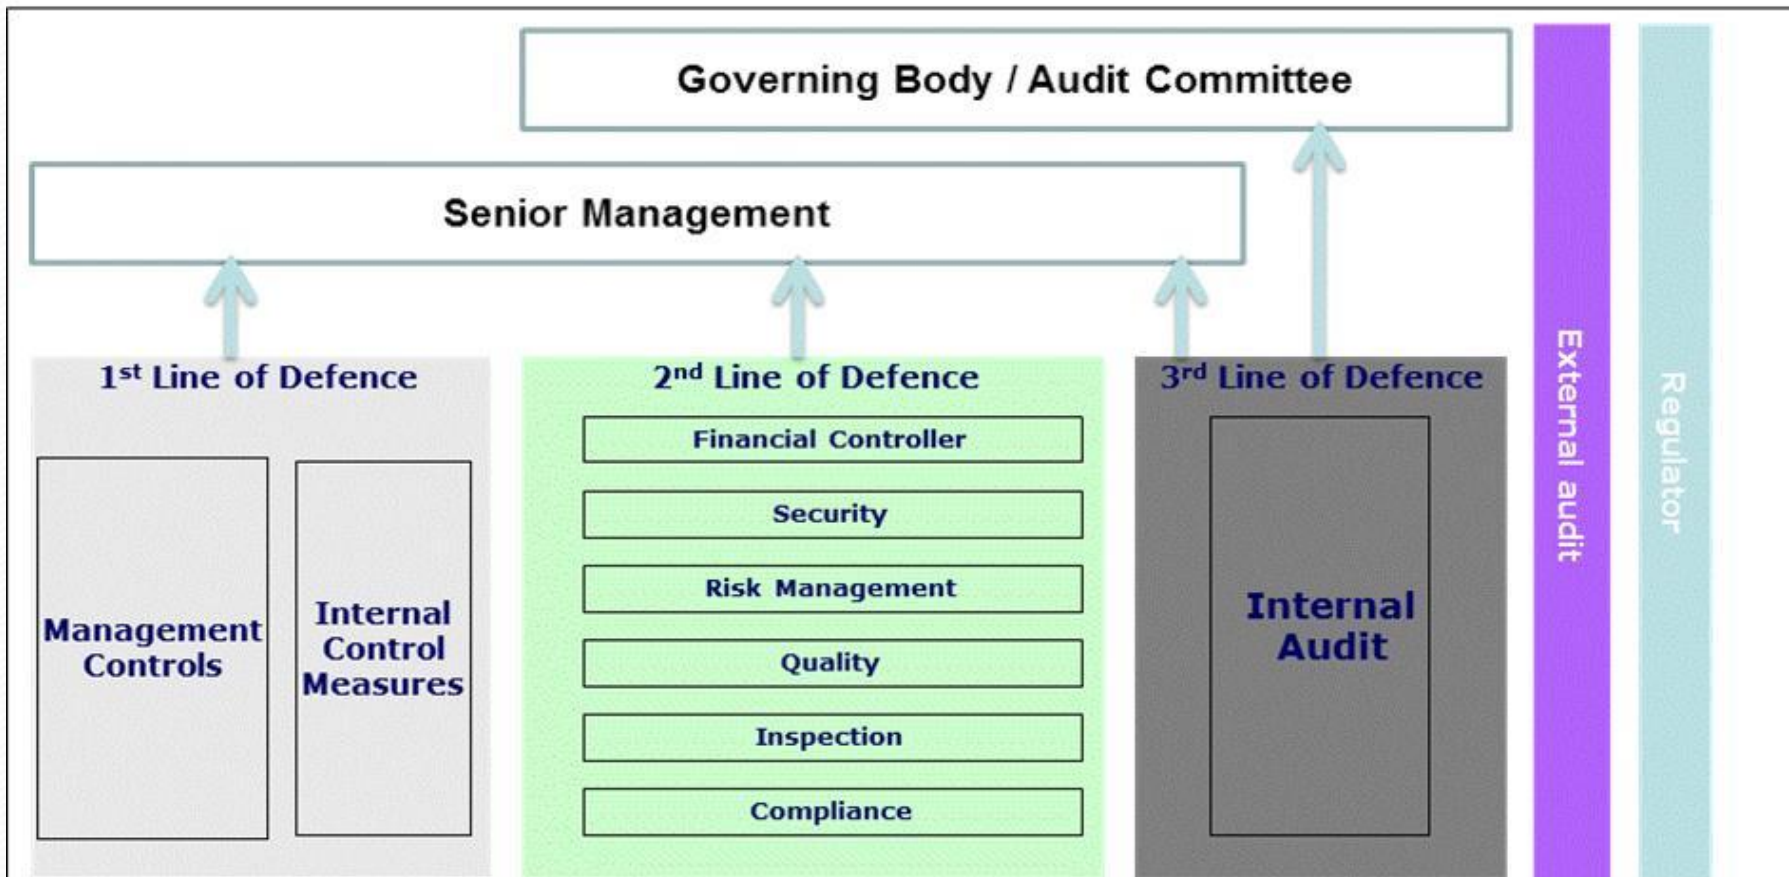 Governing Body / Audit Committee
Senior Management
1st Line of Defence
Management
Controls
Internal
Control
Measures
2nd Line of Defence
Financial Controller
Security
Risk Management
Quality
Inspection
Compliance
3rd Line of Defence
Internal
Audit
External audit
Regulator